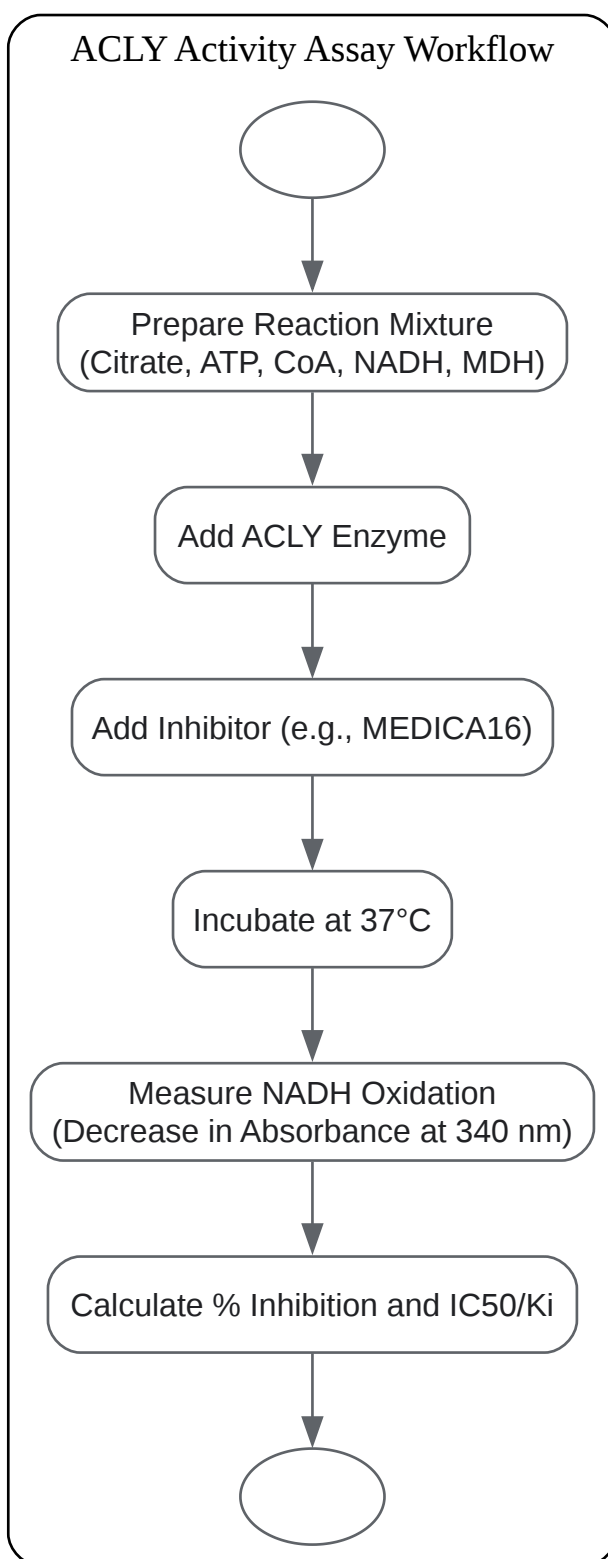 ACLY Activity Assay Workflow
Prepare Reaction Mixture
(Citrate, ATP, CoA, NADH, MDH)
Add ACLY Enzyme
Add Inhibitor (e.g., MEDICA16)
Incubate at 37°C
Measure NADH Oxidation
(Decrease in Absorbance at 340 nm)
Calculate % Inhibition and IC50/Ki